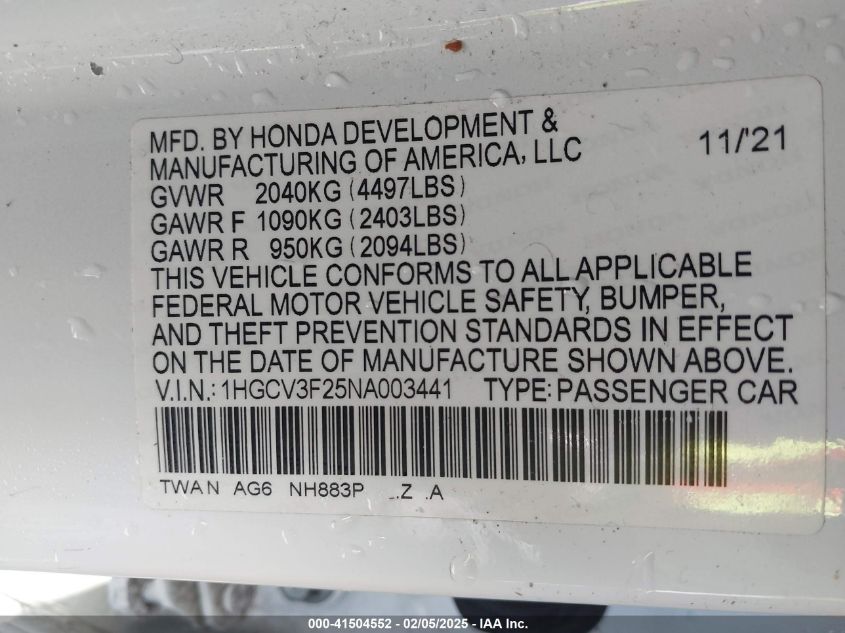 MFD. BY HONDA DEVELOPMENT &
MANUFACTURING OF AMERICA, LLC 11/'21
GVWR 2040KG (4497LBS)
GAWR F 1090KG (2403LBS)
GAWR R 950KG (2094LBS)
THIS VEHICLE CONFORMS TO ALL APPLICABLE
FEDERAL MOTOR VEHICLE SAFETY, BUMPER,
AND THEFT PREVENTION STANDARDS IN EFFECT
ON THE DATE OF MANUFACTURE SHOWN ABOVE.
V.I.N.: 1HGCV3F25NA003441 TYPE: PASSENGER CAR
TWAN AG6 NH883P _.Z .A
000-41504552 - 02/05/2025 - IAA Inc.